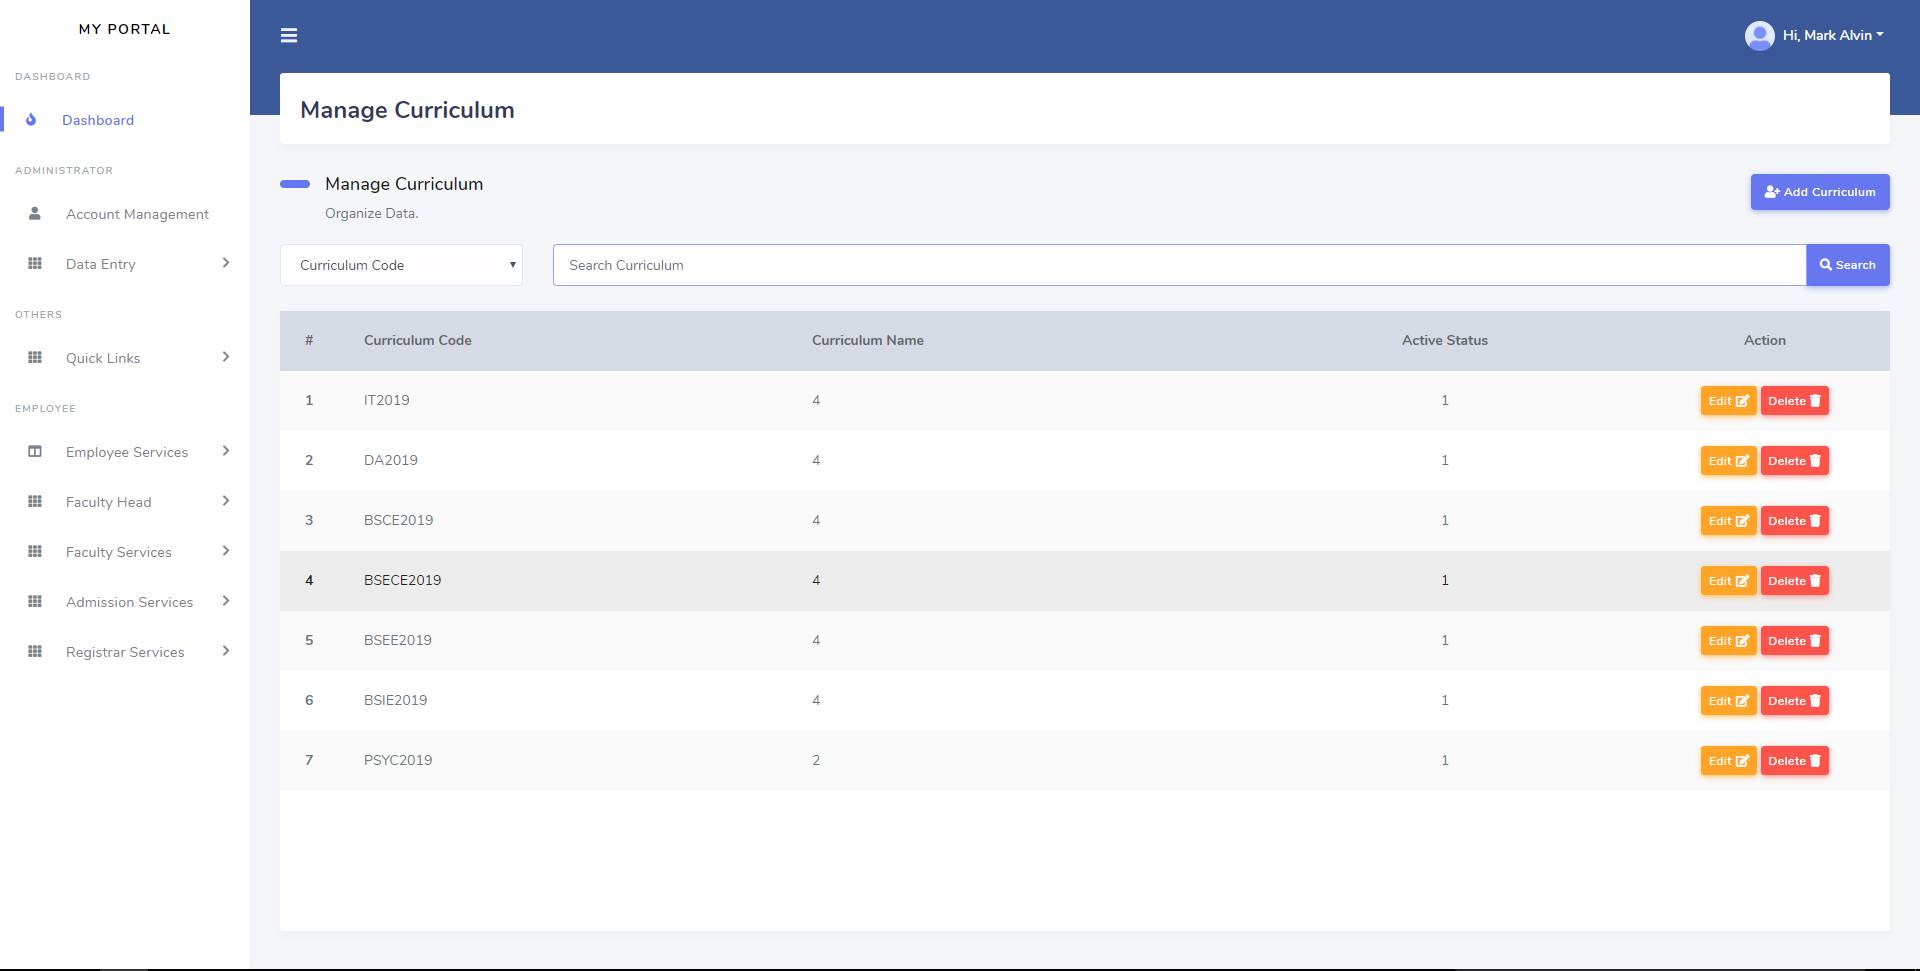 MY PORTAL
DASHBOARD
Dashboard
ADMINISTRATOR
Account Management
Data Entry
OTHERS
Quick Links
EMPLOYEE
Employee Services
Faculty Head
Faculty Services
Admission Services
Registrar Services
Hi, Mark Alvin
Manage Curriculum
Manage Curriculum
Organize Data.
Add Curriculum
Curriculum Code
Search Curriculum
Search
# Curriculum Code Curriculum Name Active Status Action
1 IT2019 4 1 Edit Delete
2 DA2019 4 1 Edit Delete
3 BSCE2019 4 1 Edit Delete
4 BSECE2019 4 1 Edit Delete
5 BSEE2019 4 1 Edit Delete
6 BSIE2019 4 1 Edit Delete
7 PSYC2019 2 1 Edit Delete